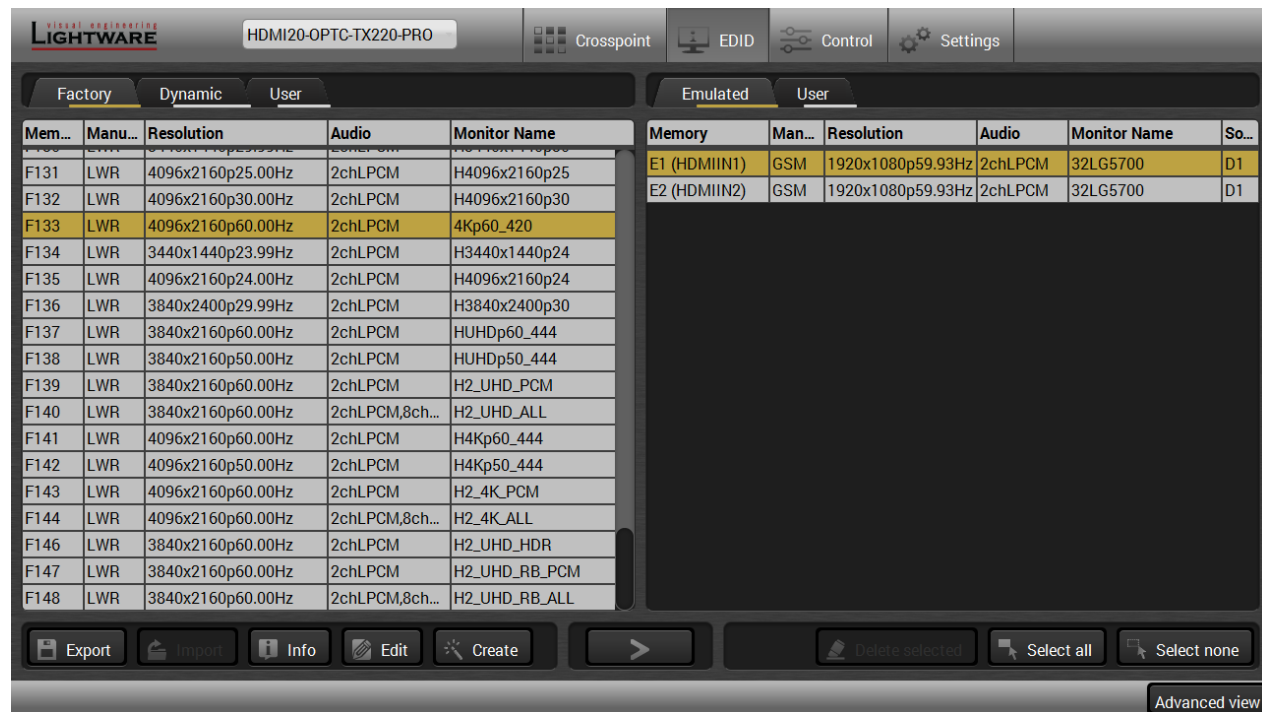 visual engineering
LIGHTWARE
HDMI20-OPTC-TX220-PRO
Crosspoint
EDID
Control
Settings
Factory Dynamic User
Emulated User
Mem... Manu... Resolution Audio Monitor Name
F131 LWR 4096x2160p25.00Hz 2chLPCM H4096x2160p25
F132 LWR 4096x2160p30.00Hz 2chLPCM H4096x2160p30
F133 LWR 4096x2160p60.00Hz 2chLPCM 4Kp60_420
F134 LWR 3440x1440p23.99Hz 2chLPCM H3440x1440p24
F135 LWR 4096x2160p24.00Hz 2chLPCM H4096x2160p24
F136 LWR 3840x2400p29.99Hz 2chLPCM H3840x2400p30
F137 LWR 3840x2160p60.00Hz 2chLPCM HUHDp60_444
F138 LWR 3840x2160p50.00Hz 2chLPCM HUHDp50_444
F139 LWR 3840x2160p60.00Hz 2chLPCM H2_UHD_PCM
F140 LWR 3840x2160p60.00Hz 2chLPCM,8ch... H2_UHD_ALL
F141 LWR 4096x2160p60.00Hz 2chLPCM H4Kp60_444
F142 LWR 4096x2160p50.00Hz 2chLPCM H4Kp50_444
F143 LWR 4096x2160p60.00Hz 2chLPCM H2_4K_PCM
F144 LWR 4096x2160p60.00Hz 2chLPCM,8ch... H2_4K_ALL
F146 LWR 3840x2160p60.00Hz 2chLPCM H2_UHD_HDR
F147 LWR 3840x2160p60.00Hz 2chLPCM H2_UHD_RB_PCM
F148 LWR 3840x2160p60.00Hz 2chLPCM,8ch... H2_UHD_RB_ALL
Memory Man... Resolution Audio Monitor Name So...
E1 (HDMIIN1) GSM 1920x1080p59.93Hz 2chLPCM 32LG5700 D1
E2 (HDMIIN2) GSM 1920x1080p59.93Hz 2chLPCM 32LG5700 D1
Export Import Info Edit Create > Delete selected Select all Select none
Advanced view